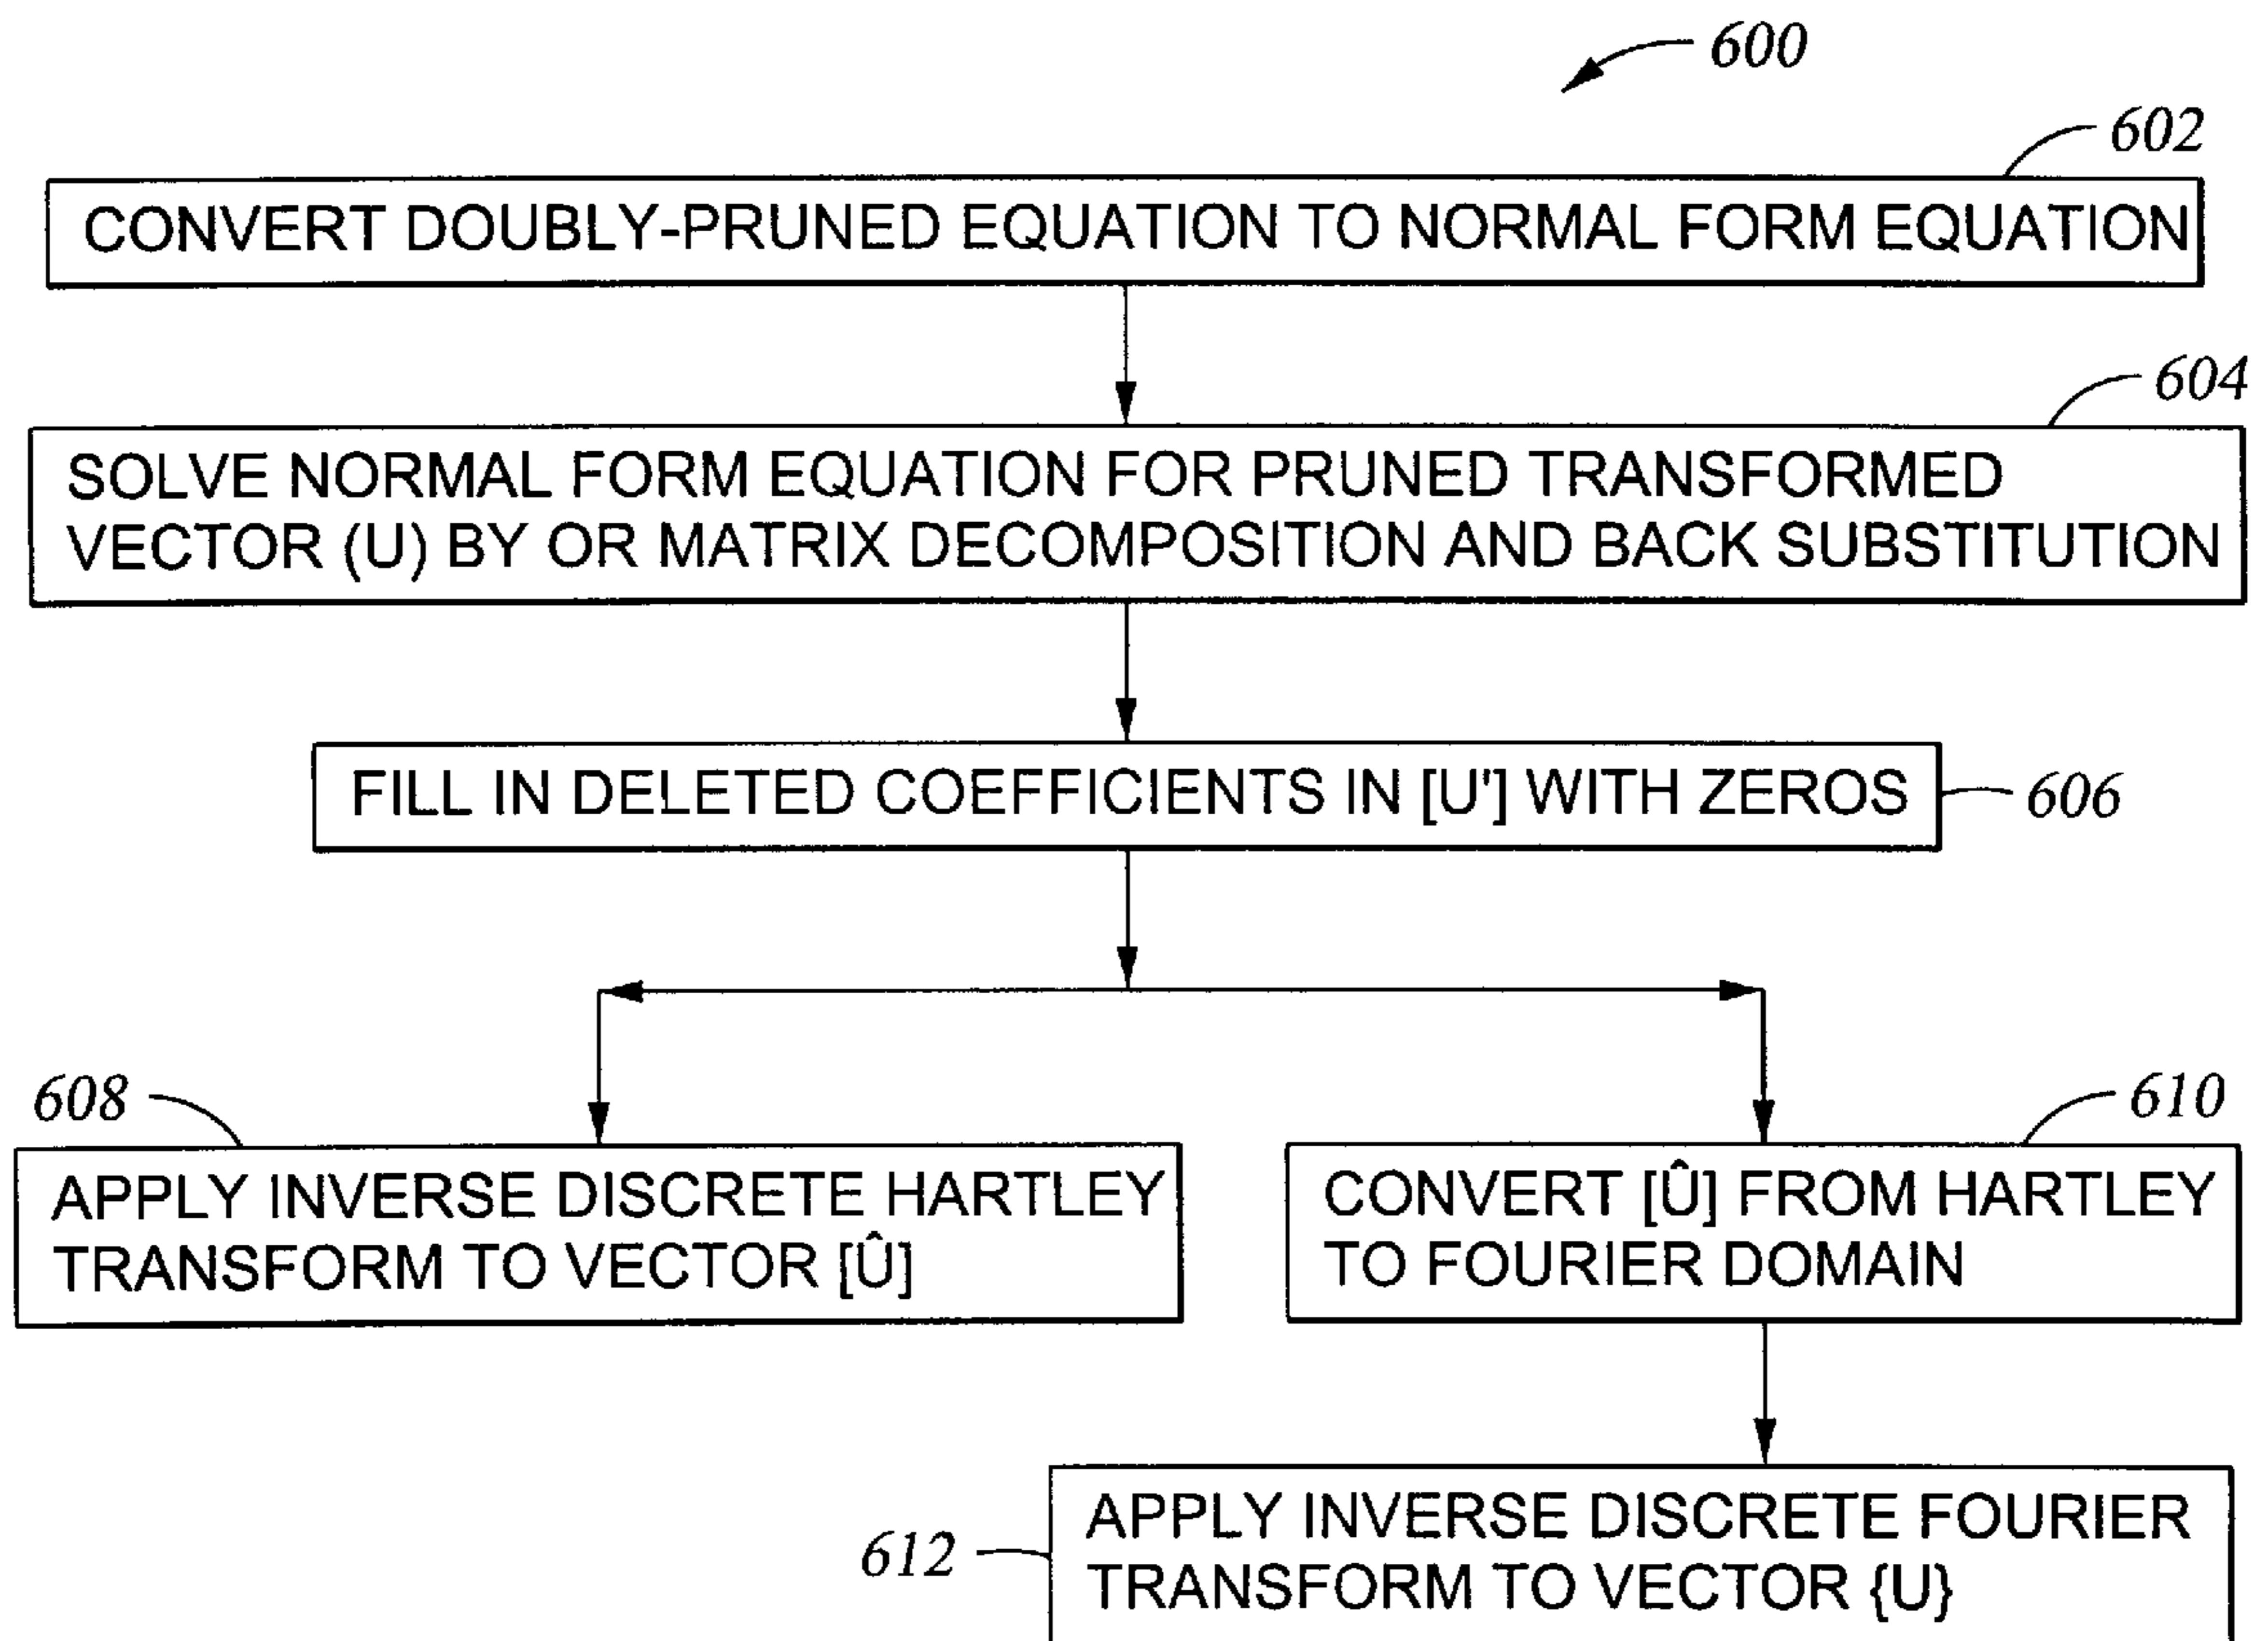 600
602
CONVERT DOUBLY-PRUNED EQUATION TO NORMAL FORM EQUATION
604
SOLVE NORMAL FORM EQUATION FOR PRUNED TRANSFORMED
VECTOR (U) BY OR MATRIX DECOMPOSITION AND BACK SUBSTITUTION
FILL IN DELETED COEFFICIENTS IN [U'] WITH ZEROS
606
608
APPLY INVERSE DISCRETE HARTLEY
TRANSFORM TO VECTOR [Û]
610
CONVERT [Û] FROM HARTLEY
TO FOURIER DOMAIN
612
APPLY INVERSE DISCRETE FOURIER
TRANSFORM TO VECTOR {U}